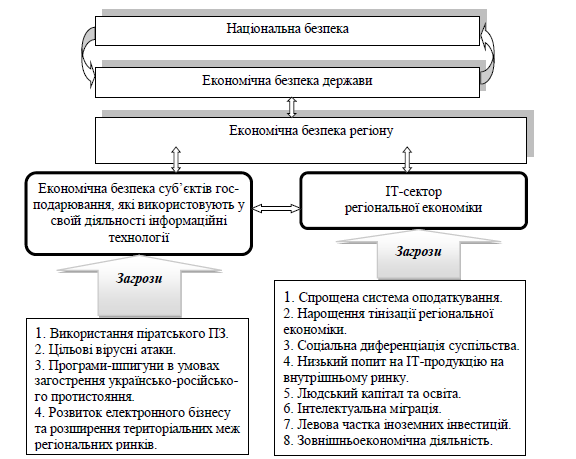 Національна безпека
Економічна безпека держави
Економічна безпека регіону
Економічна безпека суб’єктів гос-
подарювання, які використовують у
своїй діяльності інформаційні
технології
ІТ-сектор
регіональної економіки
Загрози
1. Використання піратського ПЗ.
2. Цільові вірусні атаки.
3. Програми-шпигуни в умовах
загострення українсько-російсько-
го протистояння.
4. Розвиток електронного бізнесу
та розширення територіальних меж
регіональних ринків.
Загрози
1. Спрощена система оподаткування.
2. Нарощення тінізації регіональної
економіки.
3. Соціальна диференціація суспільства.
4. Низький попит на ІТ-продукцію на
внутрішньому ринку.
5. Людський капітал та освіта.
6. Інтелектуальна міграція.
7. Левова частка іноземних інвестицій.
8. Зовнішньоекономічна діяльність.